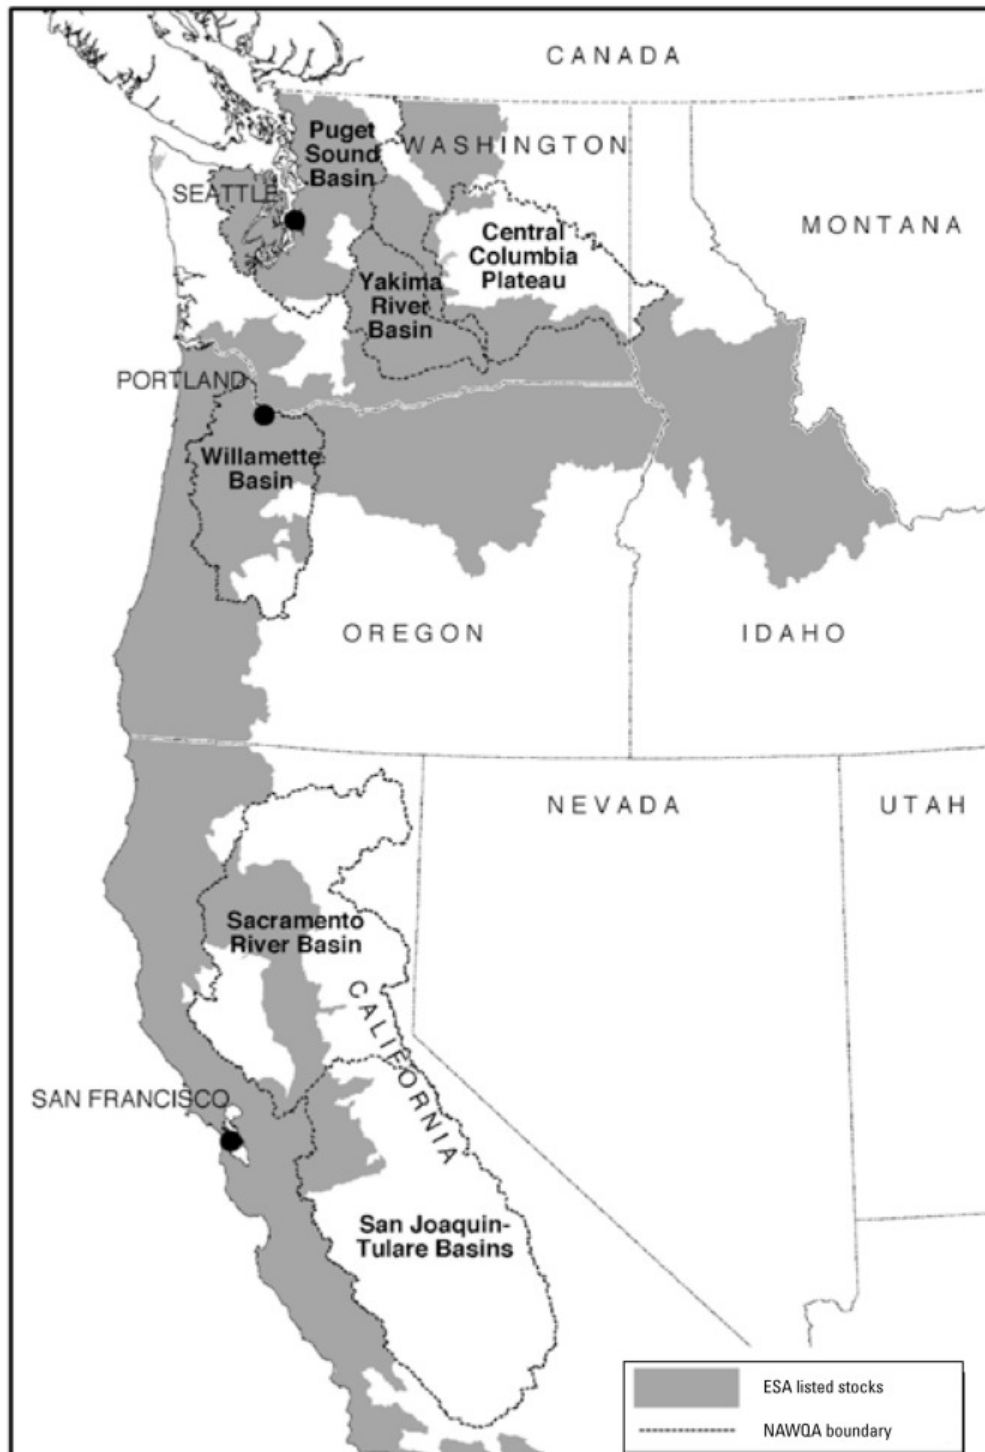 CANADA
Puget
Sound
Basin
WASHINGTON
SEATTLE
MONTANA
Central
Columbia
Plateau
Yakima
River
Basin
PORTLAND
Willamette
Basin
OREGON
IDAHO
NEVADA
UTAH
Sacramento
River Basin
CALIFORNIA
SAN FRANCISCO
San Joaquin-
Tulare Basins
ESA listed stocks
NAWQA boundary